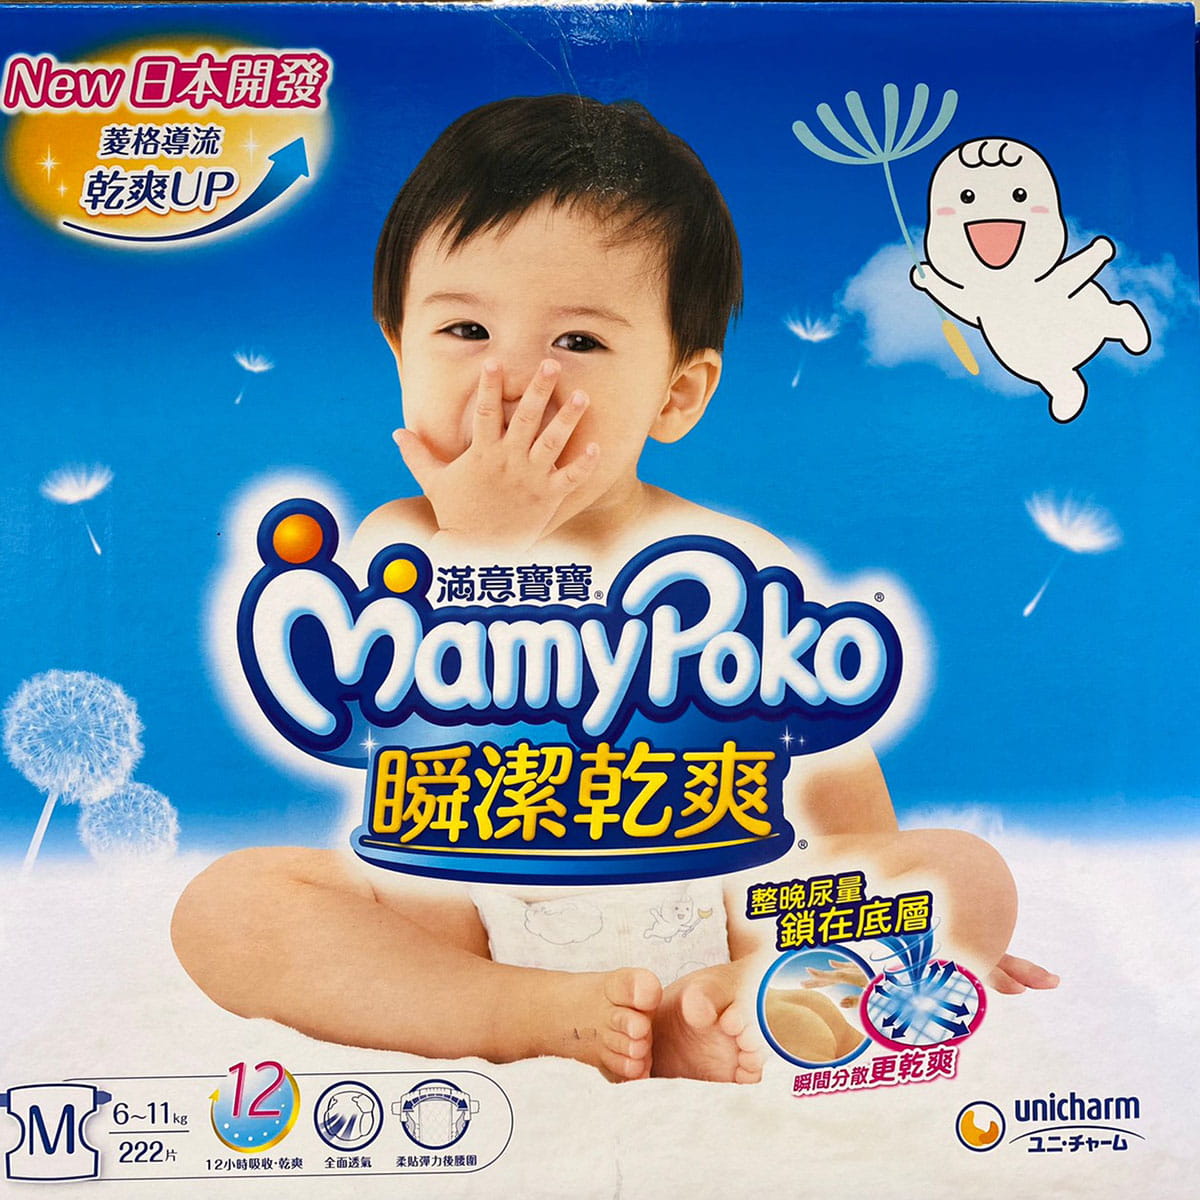 New 日本開發
菱格導流
乾爽UP
滿意寶寶®
MamyPoko®
瞬潔乾爽®
整晚尿量
鎖在底層
瞬間分散更乾爽
M
6~11kg
222片
12
12小時吸收·乾爽
全面透氣
柔貼彈力後腰圍
unicharm
ユニ・チャーム